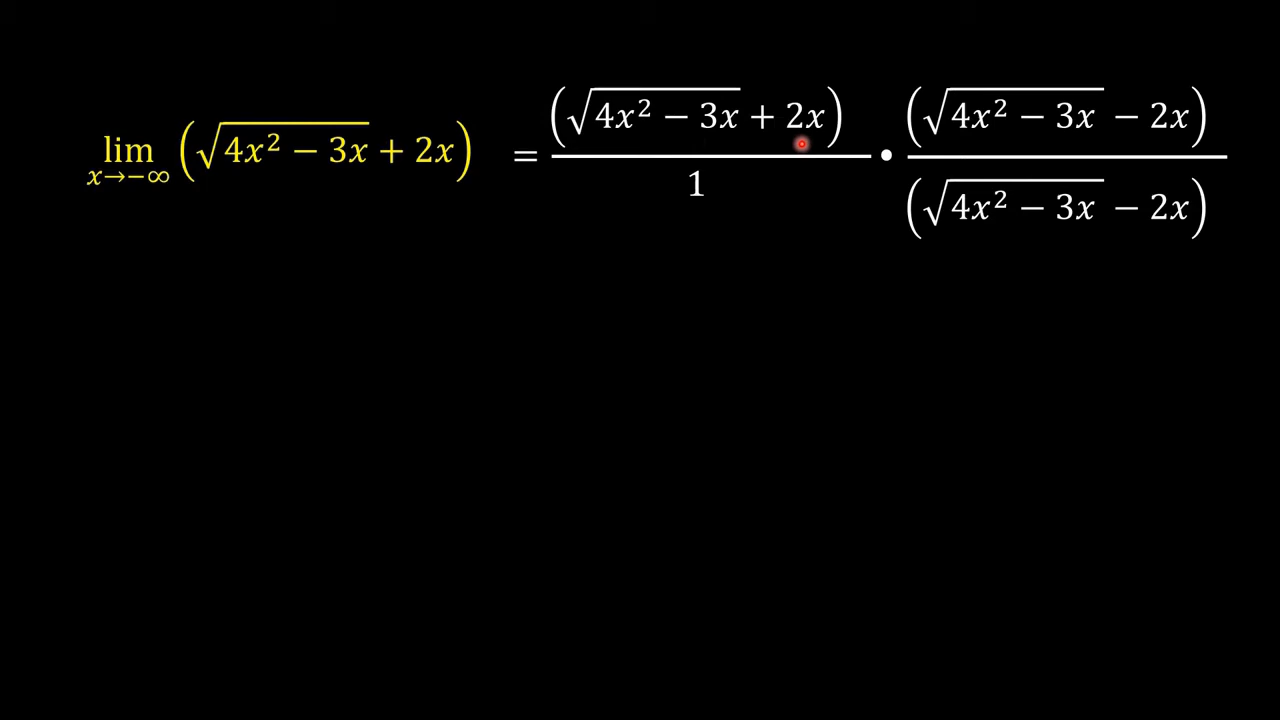 lim x→−∞ (√(4x² − 3x) + 2x) = (√(4x² − 3x) + 2x) / 1 • (√(4x² − 3x) − 2x) / (√(4x² − 3x) − 2x)